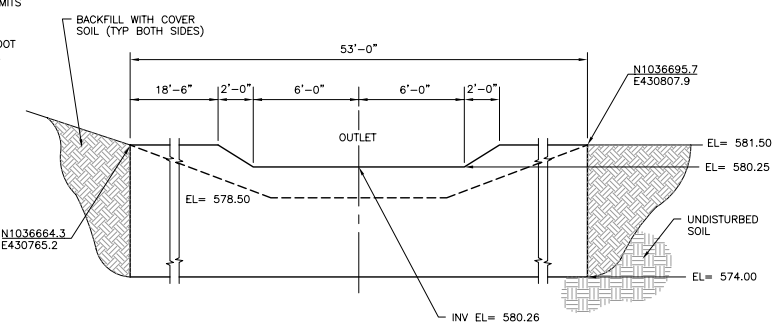 MITS
BACKFILL WITH COVER
SOIL (TYP BOTH SIDES)
OOT
53'-0"
N1036695.7
E430807.9
18'-6"
2'-0"
6'-0"
6'-0"
2'-0"
OUTLET
EL= 581.50
EL= 580.25
EL= 578.50
UNDISTURBED
SOIL
N1036664.3
E430765.2
EL= 574.00
INV EL= 580.26